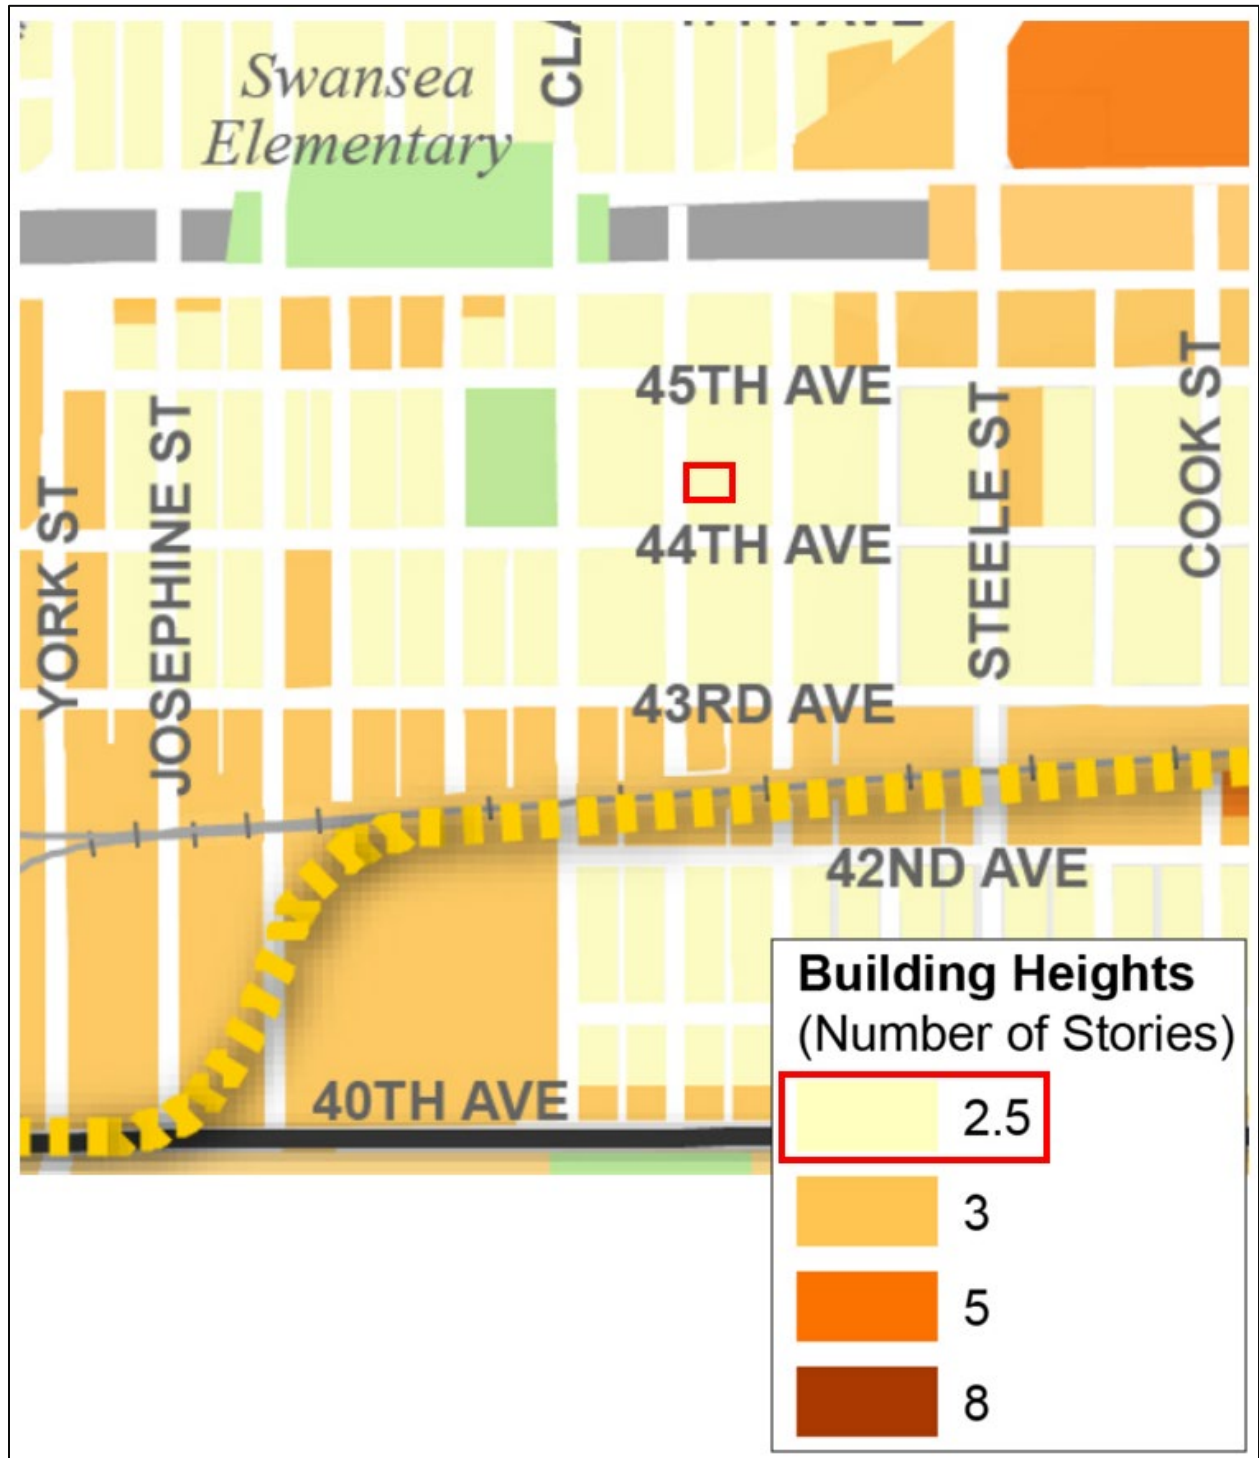 Swansea
Elementary
45TH AVE
44TH AVE
43RD AVE
42ND AVE
40TH AVE
YORK ST
JOSEPHINE ST
STEELE ST
COOK ST
Building Heights
(Number of Stories)
2.5
3
5
8